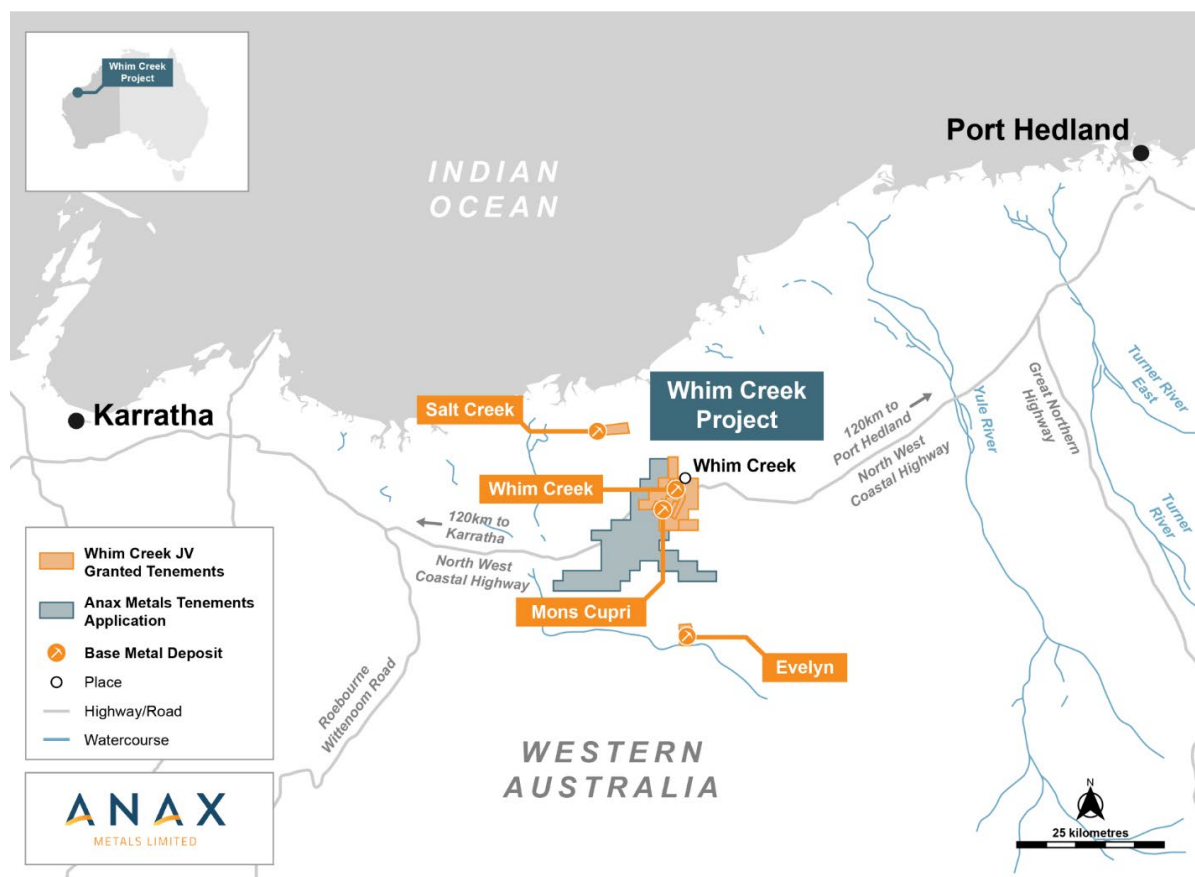 Whim Creek
Project
Port Hedland
INDIAN
OCEAN
Karratha
Salt Creek
Whim Creek
Project
Whim Creek
Whim Creek
Mons Cupri
Evelyn
120km to
Karratha
North West
Coastal Highway
120km to
Port Hedland
North West
Coastal Highway
Yule River
Great Northern
Highway
Turner River
East
Turner
River
Roebourne
Wittenoom Road
WESTERN
AUSTRALIA
Whim Creek JV
Granted Tenements
Anax Metals Tenements
Application
Base Metal Deposit
Place
Highway/Road
Watercourse
ANAX
METALS LIMITED
N
25 kilometres